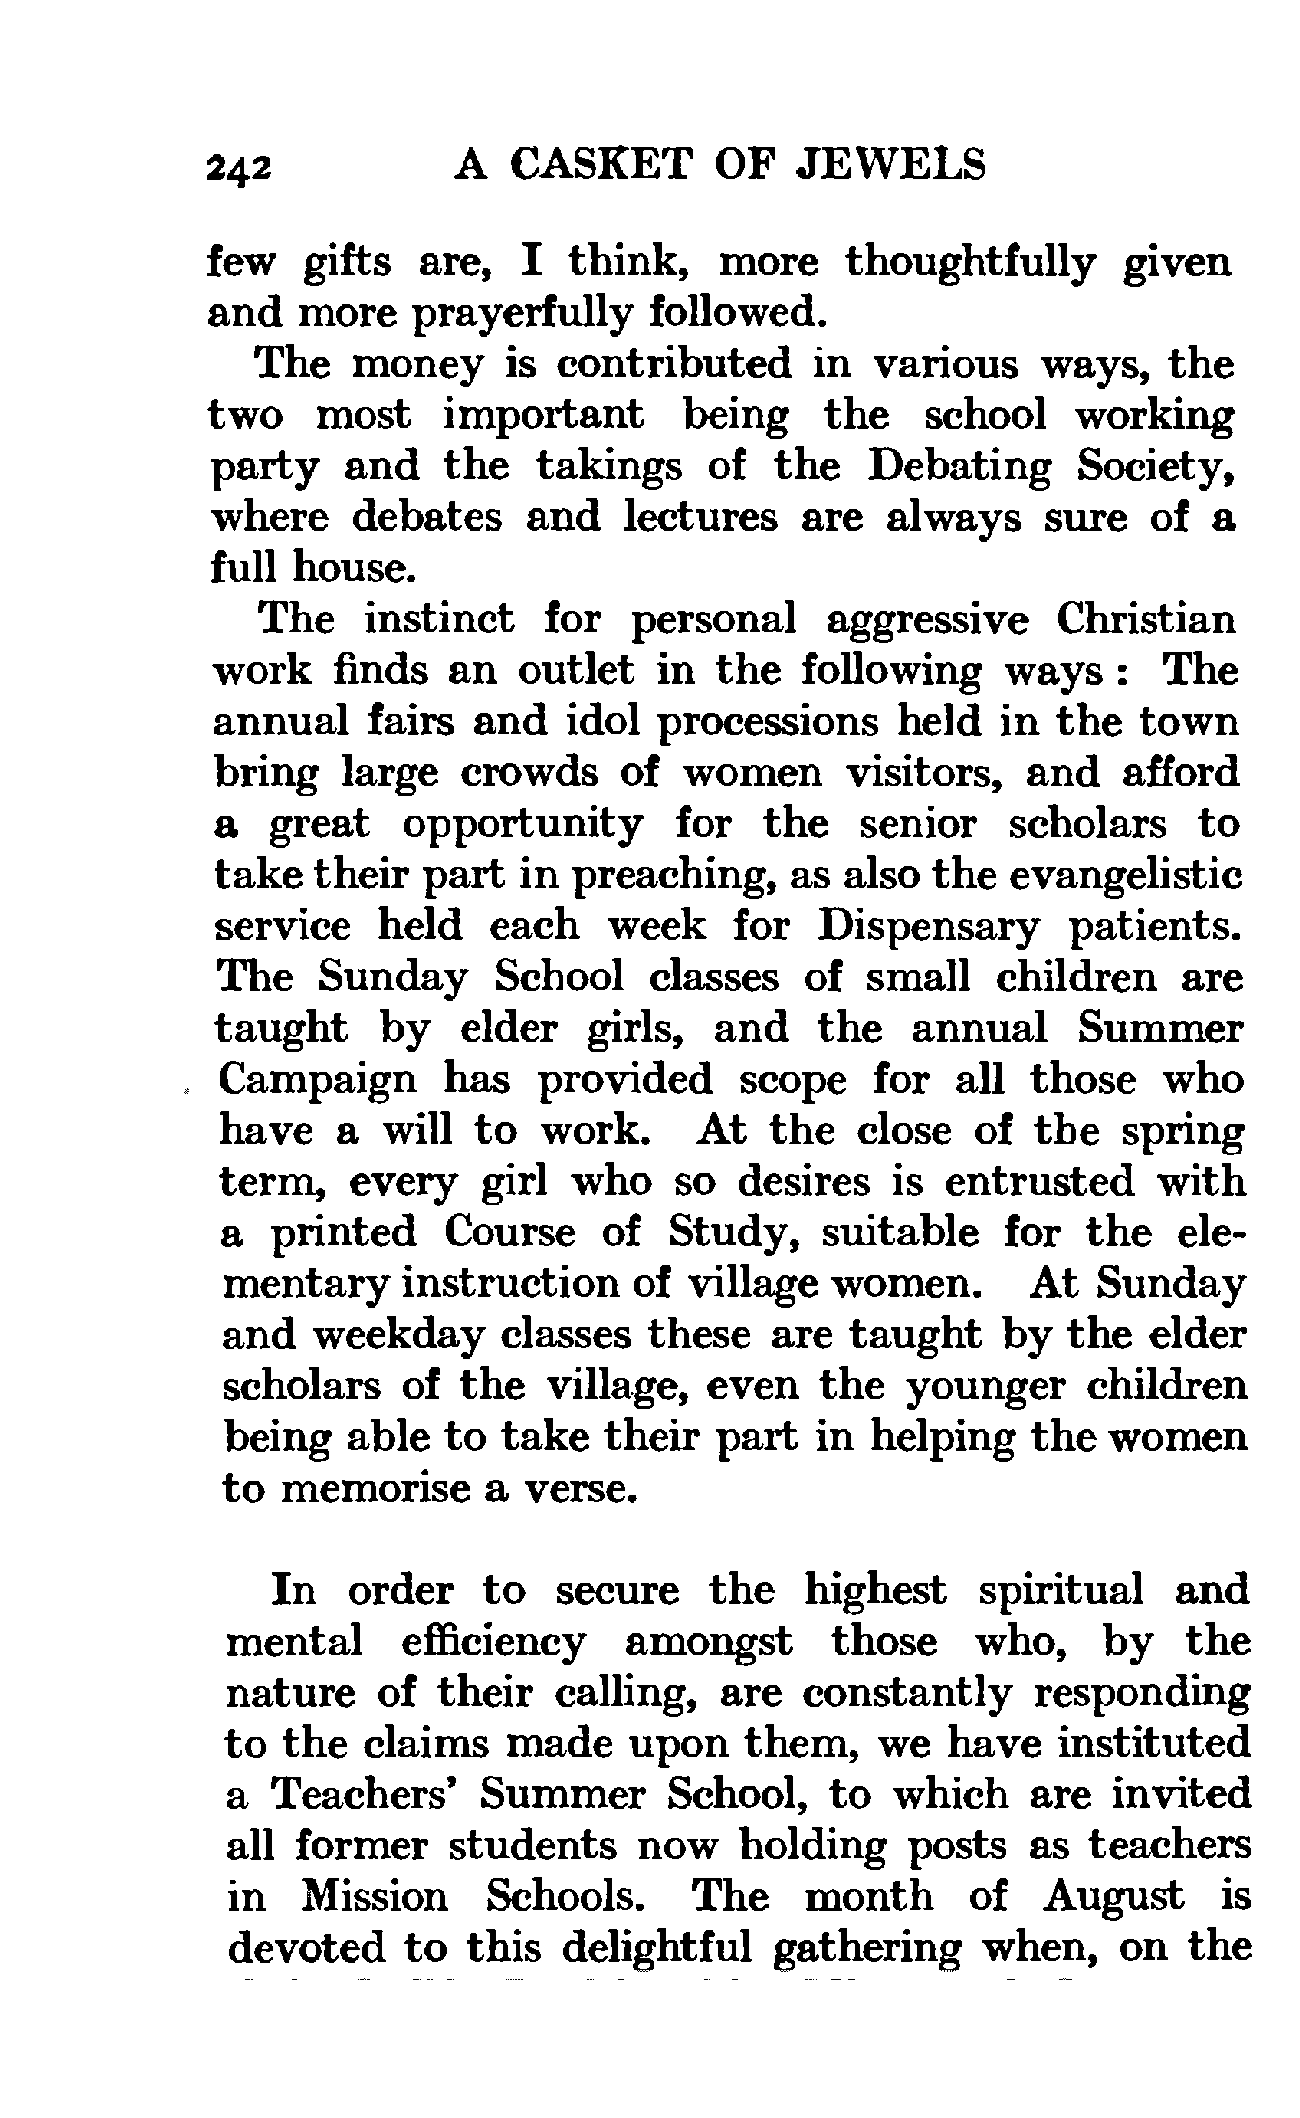 242 A CASKET OF JEWELS
few gifts are, I think, more thoughtfully given
and more prayerfully followed.
The money is contributed in various ways, the
two most important being the school working
party and the takings of the Debating Society,
where debates and lectures are always sure of a
full house.
The instinct for personal aggressive Christian
work finds an outlet in the following ways : The
annual fairs and idol processions held in the town
bring large crowds of women visitors, and afford
a great opportunity for the senior scholars to
take their part in preaching, as also the evangelistic
service held each week for Dispensary patients.
The Sunday School classes of small children are
taught by elder girls, and the annual Summer
Campaign has provided scope for all those who
have a will to work. At the close of the spring
term, every girl who so desires is entrusted with
a printed Course of Study, suitable for the ele-
mentary instruction of village women. At Sunday
and weekday classes these are taught by the elder
scholars of the village, even the younger children
being able to take their part in helping the women
to memorise a verse.
In order to secure the highest spiritual and
mental efficiency amongst those who, by the
nature of their calling, are constantly responding
to the claims made upon them, we have instituted
a Teachers' Summer School, to which are invited
all former students now holding posts as teachers
in Mission Schools. The month of August is
devoted to this delightful gathering when, on the